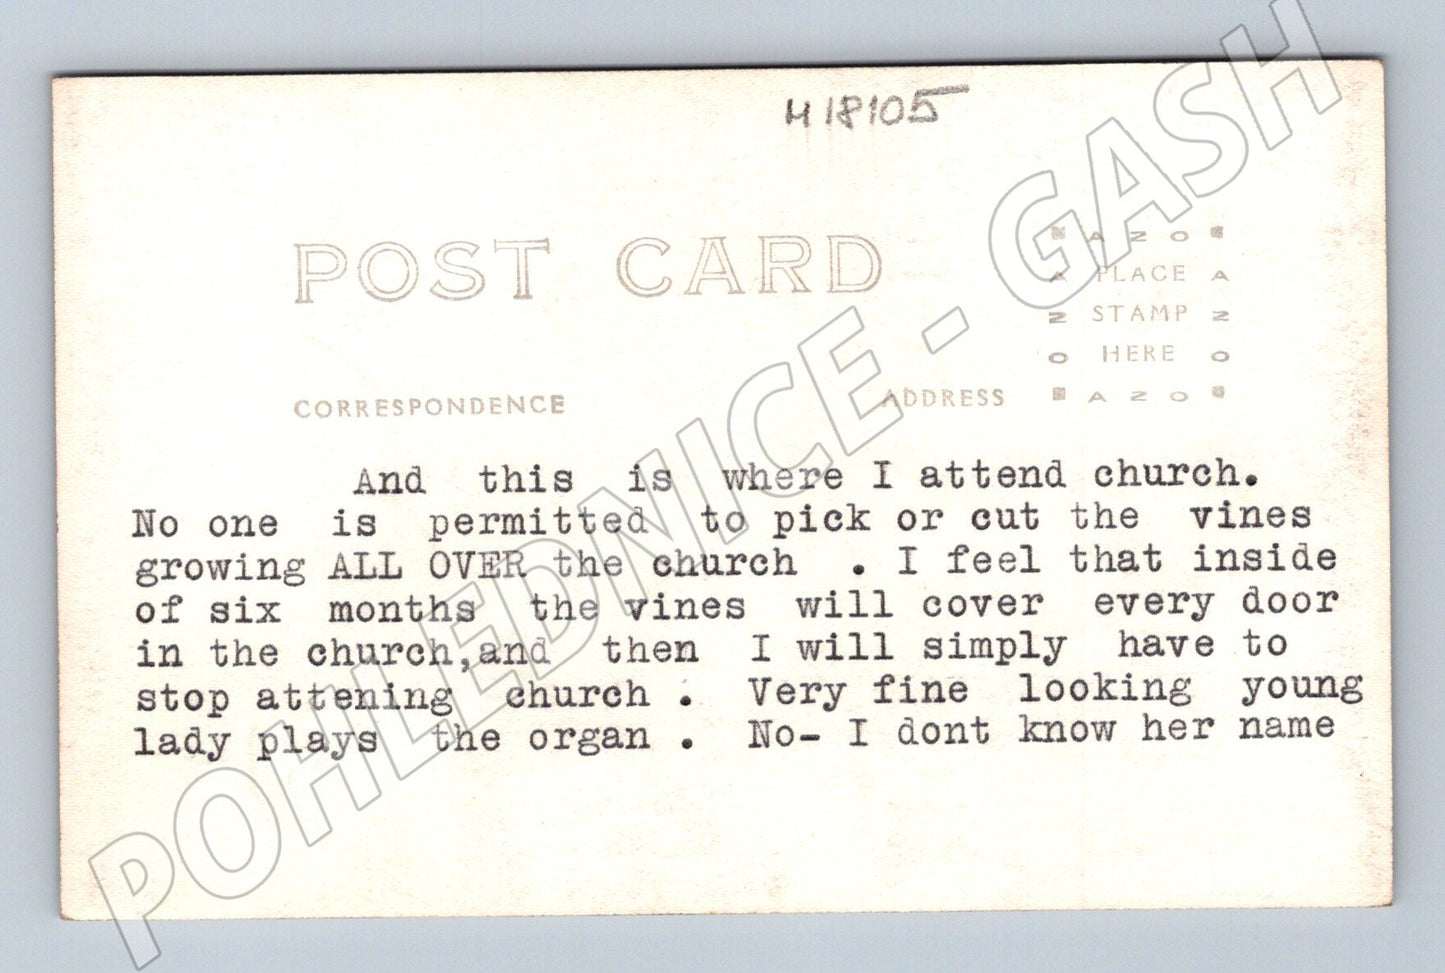 H 18105
POST CARD
AZO
PLACE
STAMP
HERE
AZO
CORRESPONDENCE
ADDRESS
And this is where I attend church.
No one is permitted to pick or cut the vines
growing ALL OVER the church . I feel that inside
of six months the vines will cover every door
in the church,and then I will simply have to
stop attening church . Very fine looking young
lady plays the organ . No- I dont know her name
POHLEDNICE - GASH